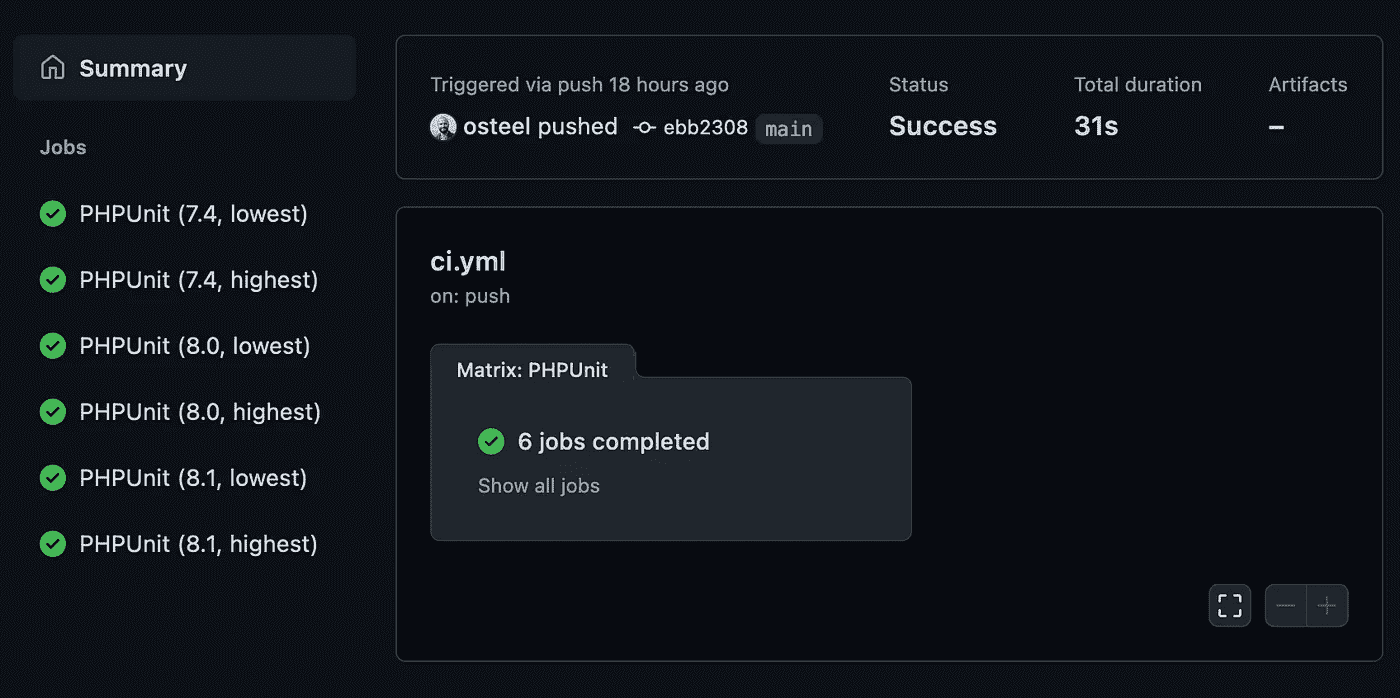 Summary
Jobs
PHPUnit (7.4, lowest)
PHPUnit (7.4, highest)
PHPUnit (8.0, lowest)
PHPUnit (8.0, highest)
PHPUnit (8.1, lowest)
PHPUnit (8.1, highest)
Triggered via push 18 hours ago
osteel pushed ebb2308 main
Status
Success
Total duration
31s
Artifacts
–
ci.yml
on: push
Matrix: PHPUnit
6 jobs completed
Show all jobs